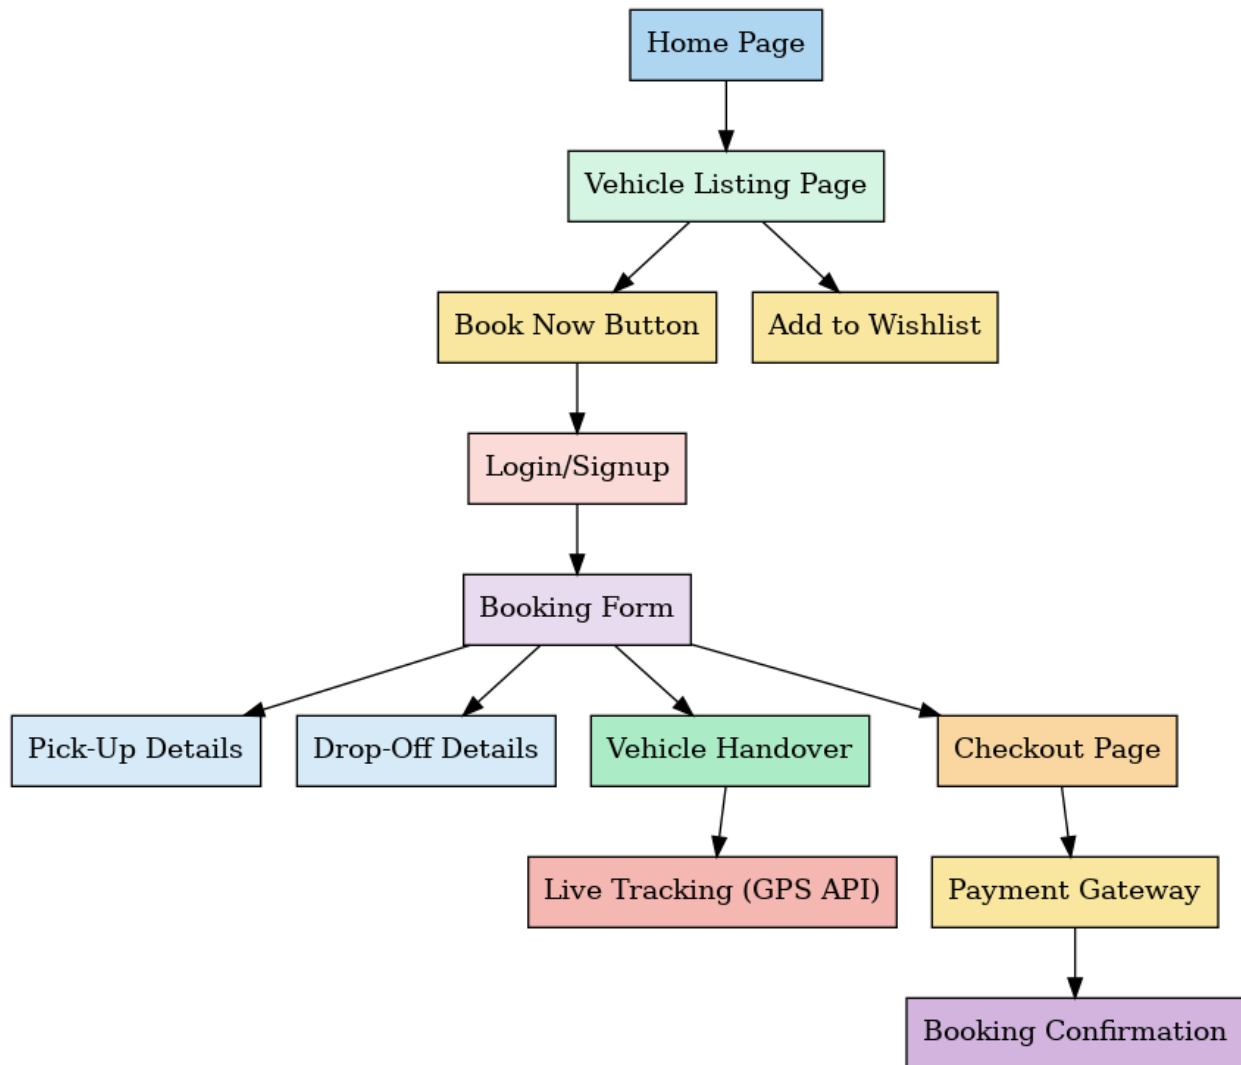 Home Page
Vehicle Listing Page
Book Now Button
Add to Wishlist
Login/Signup
Booking Form
Pick-Up Details
Drop-Off Details
Vehicle Handover
Checkout Page
Live Tracking (GPS API)
Payment Gateway
Booking Confirmation